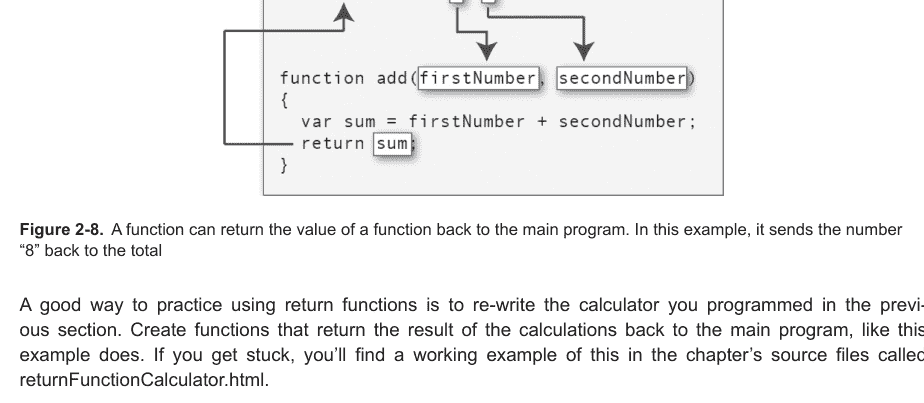 function add(firstNumber, secondNumber)
{
var sum = firstNumber + secondNumber;
return sum;
}
Figure 2-8. A function can return the value of a function back to the main program. In this example, it sends the number
“8” back to the total
A good way to practice using return functions is to re-write the calculator you programmed in the previ-
ous section. Create functions that return the result of the calculations back to the main program, like this
example does. If you get stuck, you’ll find a working example of this in the chapter’s source files called
returnFunctionCalculator.html.